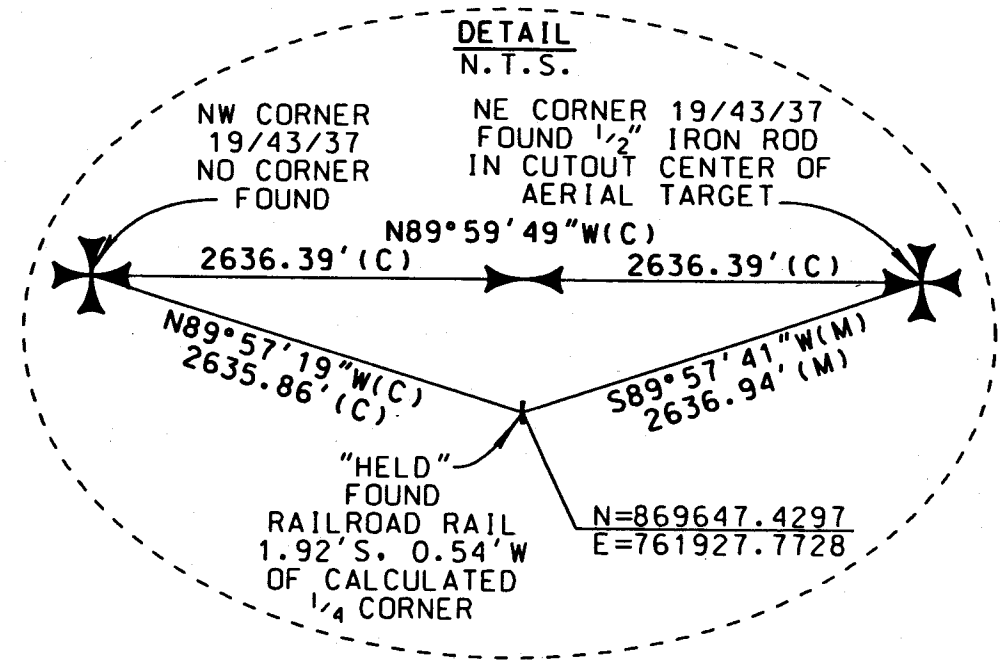 DETAIL
N.T.S.
NW CORNER
19/43/37
NO CORNER
FOUND
NE CORNER 19/43/37
FOUND 1/2" IRON ROD
IN CUTOUT CENTER OF
AERIAL TARGET
N89°59'49"W(C)
2636.39'(C)
2636.39'(C)
N89°57'19"W(C)
2635.86'(C)
S89°57'41"W(M)
2636.94'(M)
"HELD"
FOUND
RAILROAD RAIL
1.92'S. 0.54'W
OF CALCULATED
1/4 CORNER
N=869647.4297
E=761927.7728